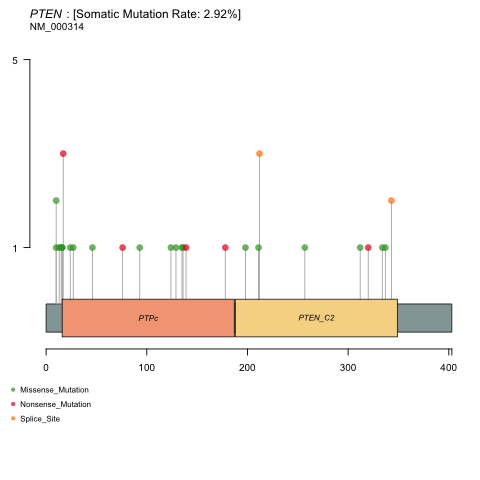 PTEN : [Somatic Mutation Rate: 2.92%]
NM_000314
5
1
PTPc
PTEN_C2
0 100 200 300 400
Missense_Mutation
Nonsense_Mutation
Splice_Site